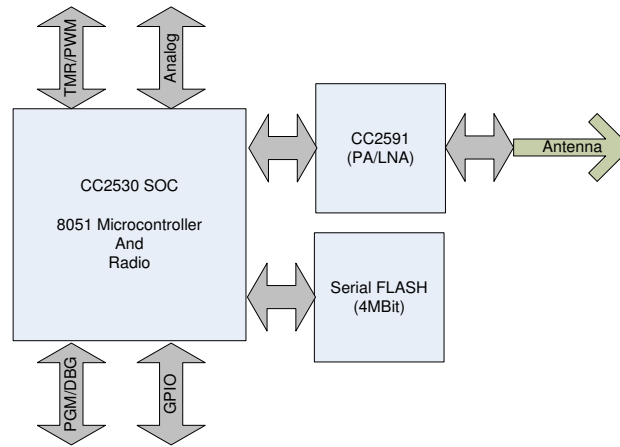 TMR/PWM
Analog
CC2530 SOC
8051 Microcontroller
And
Radio
CC2591
(PA/LNA)
Antenna
Serial FLASH
(4MBit)
PGM/DBG
GPIO